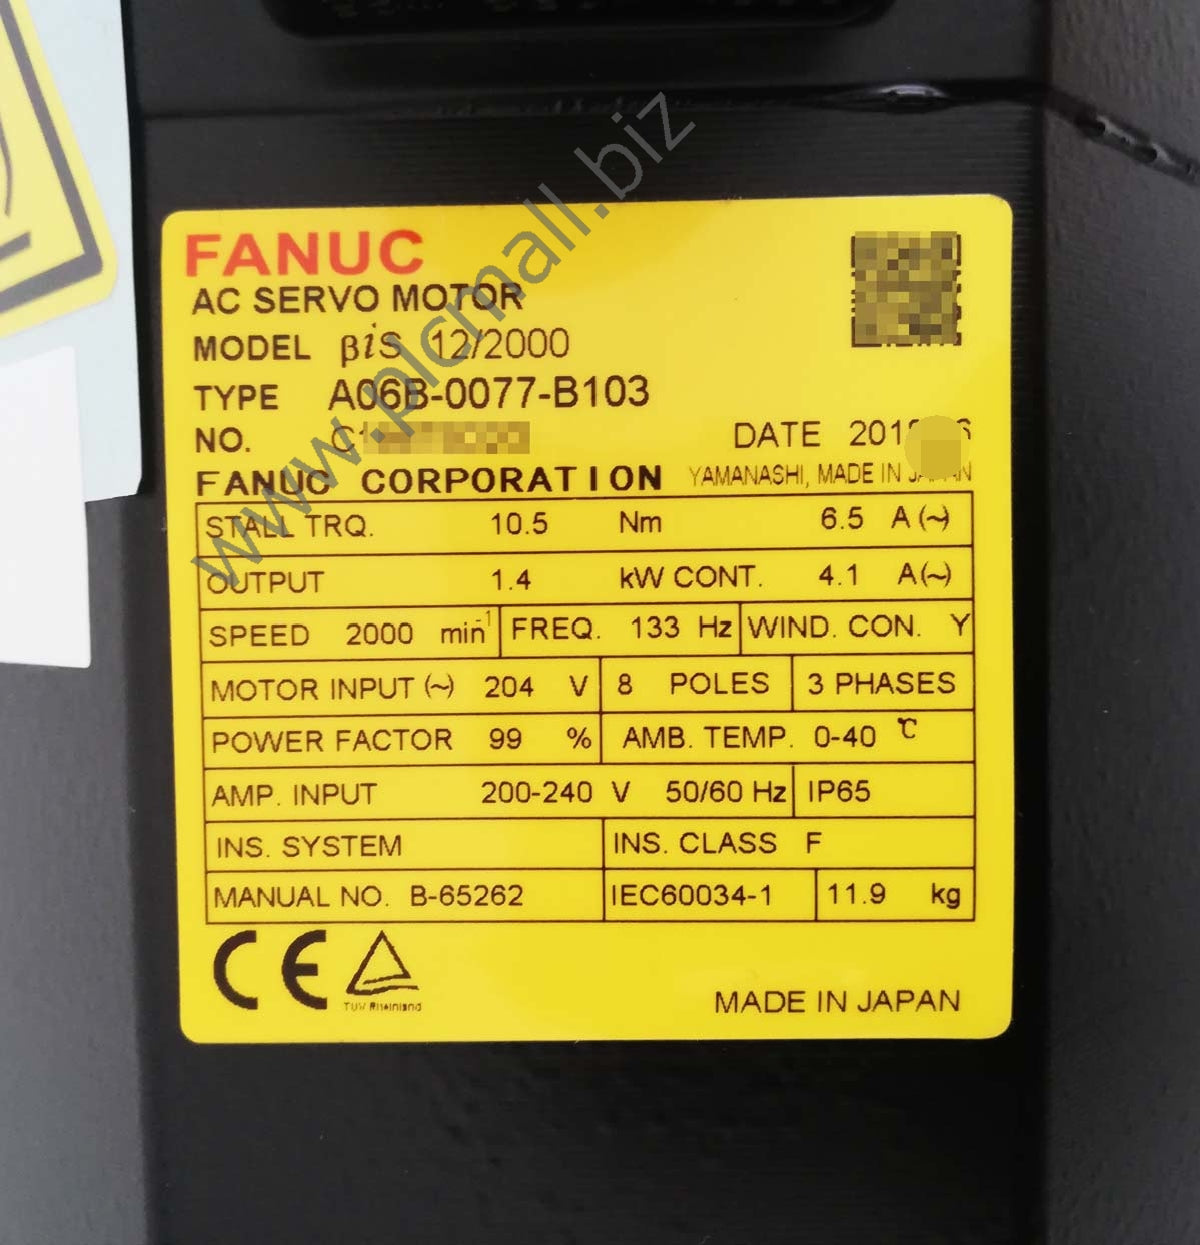 FANUC
AC SERVO MOTOR
MODEL βiS 12/2000
TYPE A06B-0077-B103
NO.
DATE
FANUC CORPORATION YAMANASHI, MADE IN JAPAN
STALL TRQ. 10.5 Nm 6.5 A(~)
OUTPUT 1.4 kW CONT. 4.1 A(~)
SPEED 2000 min⁻¹ FREQ. 133 Hz WIND. CON. Y
MOTOR INPUT (~) 204 V 8 POLES 3 PHASES
POWER FACTOR 99 % AMB. TEMP. 0-40 ℃
AMP. INPUT 200-240 V 50/60 Hz IP65
INS. SYSTEM INS. CLASS F
MANUAL NO. B-65262 IEC60034-1 11.9 kg
CE TÜV Rheinland
MADE IN JAPAN
www.plcmall.biz